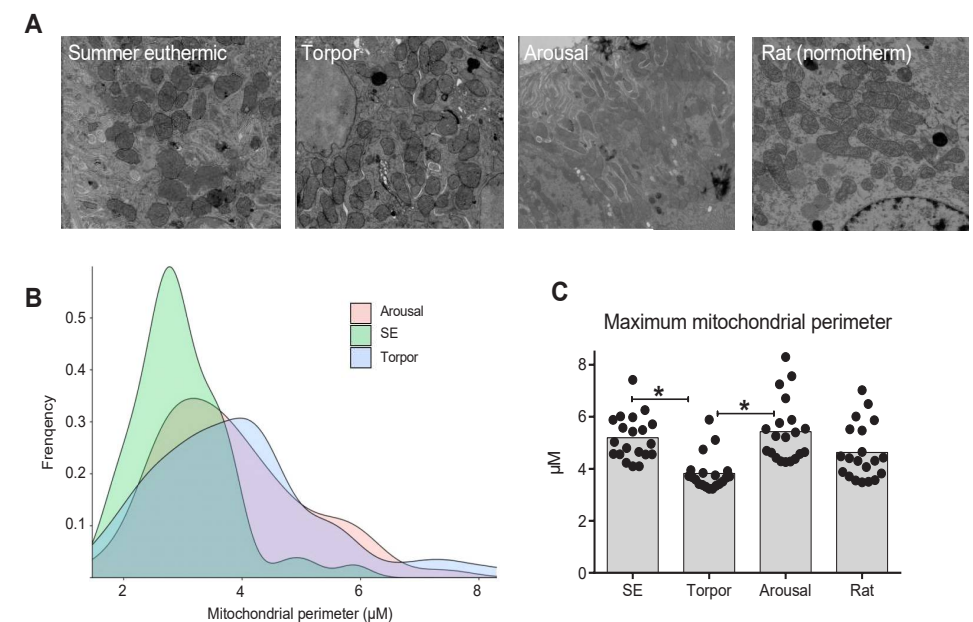 A
Summer euthermic
Torpor
Arousal
Rat (normotherm)
B
Frenqency
0.5
0.4
0.3
0.2
0.1
2 4 6 8
Mitochondrial perimeter (μM)
Arousal
SE
Torpor
C
Maximum mitochondrial perimeter
μM
8
6
4
2
0
* *
SE Torpor Arousal Rat